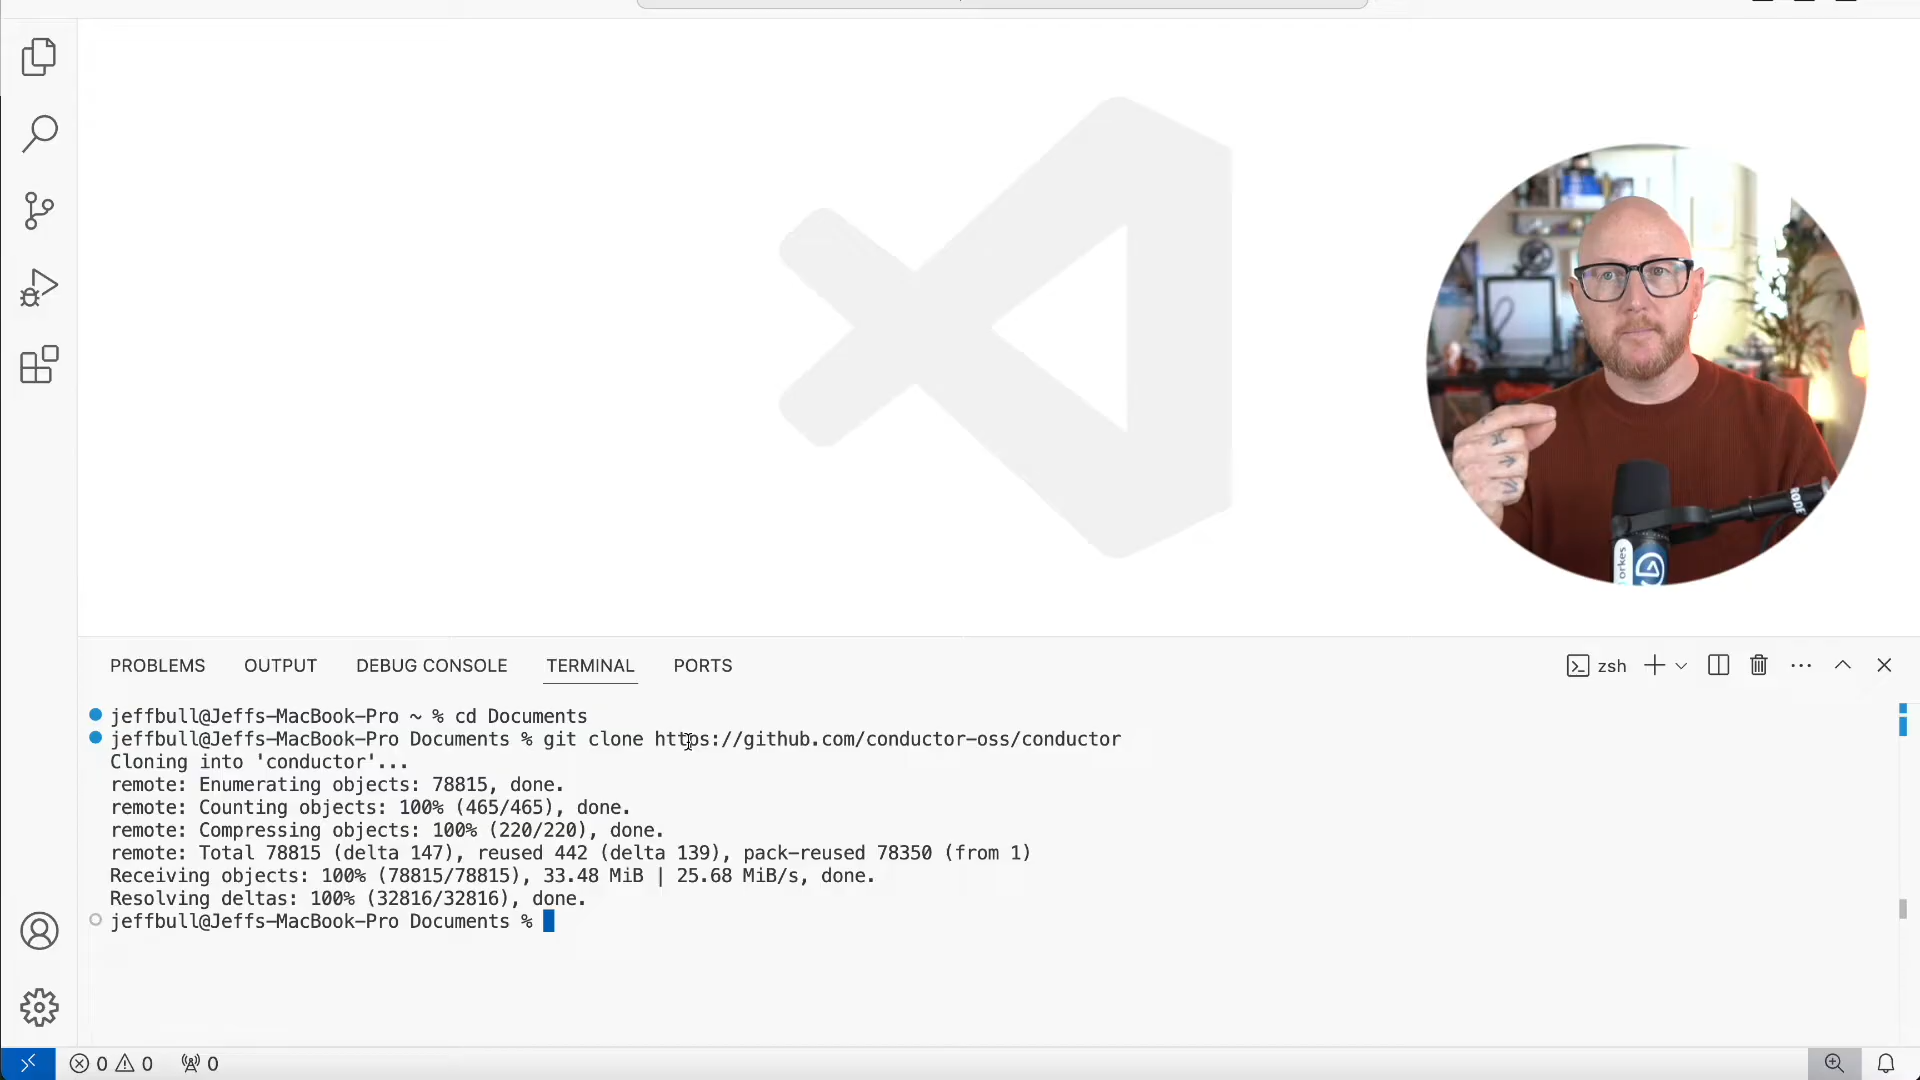 PROBLEMS OUTPUT DEBUG CONSOLE TERMINAL PORTS zsh
jeffbull@Jeffs-MacBook-Pro ~ % cd Documents
jeffbull@Jeffs-MacBook-Pro Documents % git clone https://github.com/conductor-oss/conductor
Cloning into 'conductor'...
remote: Enumerating objects: 78815, done.
remote: Counting objects: 100% (465/465), done.
remote: Compressing objects: 100% (220/220), done.
remote: Total 78815 (delta 147), reused 442 (delta 139), pack-reused 78350 (from 1)
Receiving objects: 100% (78815/78815), 33.48 MiB | 25.68 MiB/s, done.
Resolving deltas: 100% (32816/32816), done.
jeffbull@Jeffs-MacBook-Pro Documents %
0 0 0
RØDE
orkes